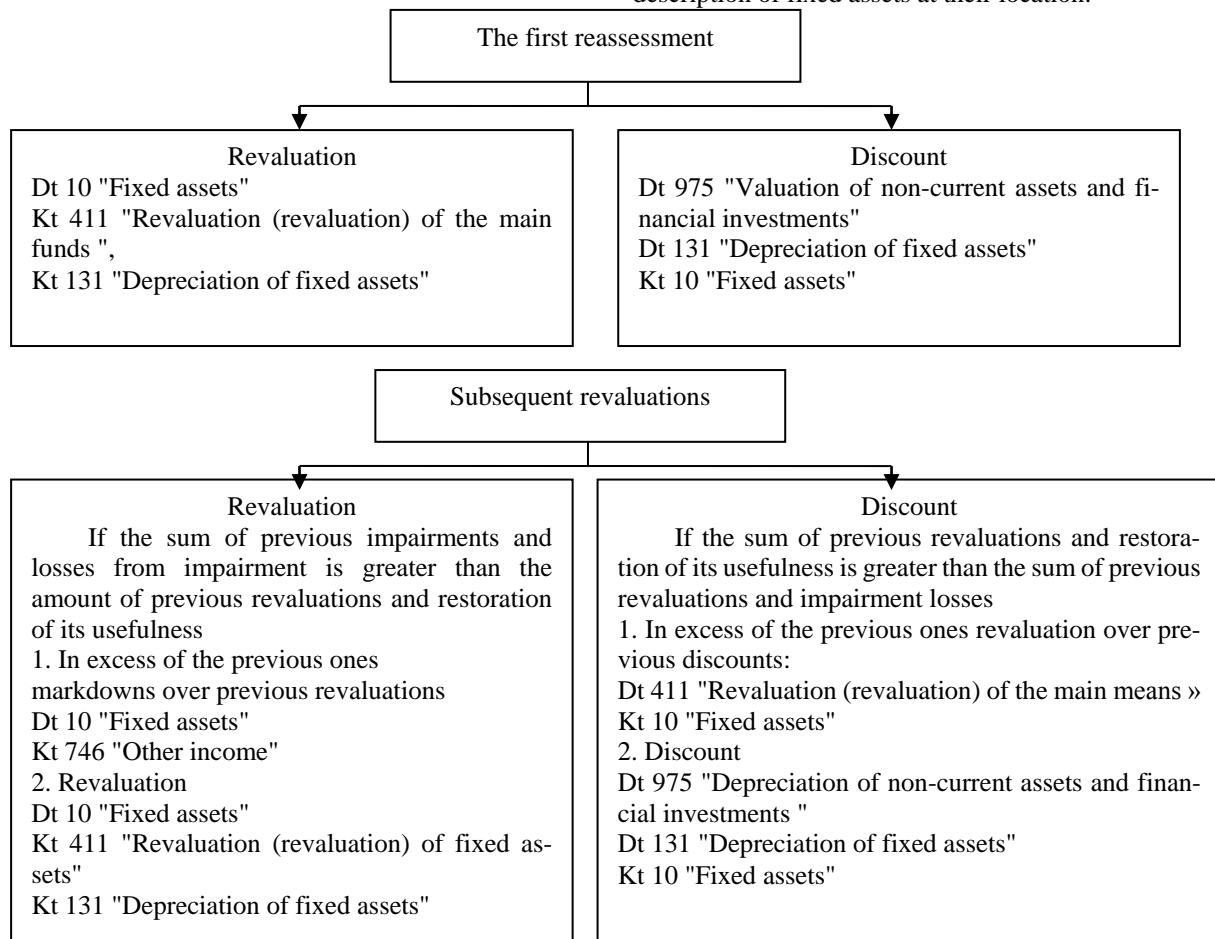 description of fixed assets at their location.
The first reassessment
Revaluation
Dt 10 "Fixed assets"
Kt 411 "Revaluation (revaluation) of the main
funds ",
Kt 131 "Depreciation of fixed assets"
Discount
Dt 975 "Valuation of non-current assets and fi-
nancial investments"
Dt 131 "Depreciation of fixed assets"
Kt 10 "Fixed assets"
Subsequent revaluations
Revaluation
If the sum of previous impairments and
losses from impairment is greater than the
amount of previous revaluations and restoration
of its usefulness
1. In excess of the previous ones
markdowns over previous revaluations
Dt 10 "Fixed assets"
Kt 746 "Other income"
2. Revaluation
Dt 10 "Fixed assets"
Kt 411 "Revaluation (revaluation) of fixed as-
sets"
Kt 131 "Depreciation of fixed assets"
Discount
If the sum of previous revaluations and restora-
tion of its usefulness is greater than the sum of previous
revaluations and impairment losses
1. In excess of the previous ones revaluation over pre-
vious discounts:
Dt 411 "Revaluation (revaluation) of the main means »
Kt 10 "Fixed assets"
2. Discount
Dt 975 "Depreciation of non-current assets and finan-
cial investments "
Dt 131 "Depreciation of fixed assets"
Kt 10 "Fixed assets"